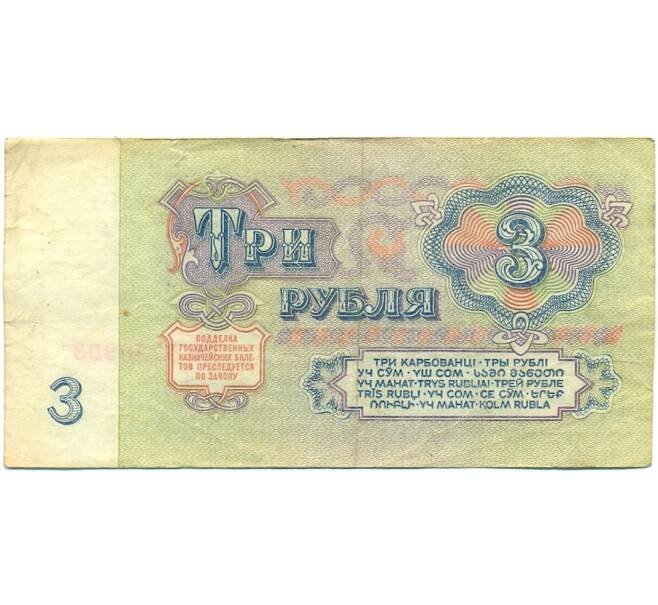 ТРИ
РУБЛЯ
3
ПОДДЕЛКА
ГОСУДАРСТВЕННЫХ
КАЗНАЧЕЙСКИХ БИЛЕ-
ТОВ ПРЕСЛЕДУЕТСЯ
ПО ЗАКОНУ
ТРИ КАРБОВАНЦІ · ТРЫ РУБЛІ
УЧ СЎМ · ҮШ СОМ · ᲡᲐᲛᲘ ᲛᲐᲜᲔᲗᲘ
УЧ МАНАТ · TRYS RUBLIAI · ТРЕЙ РУБЛЕ
TRĪS RUBĻI · ҮЧ СОМ · СЕ СЎМ · ԵՐԵՔ
ՌՈՒԲԼԻ · ҮЧ МАНАТ · KOLM RUBLA
3